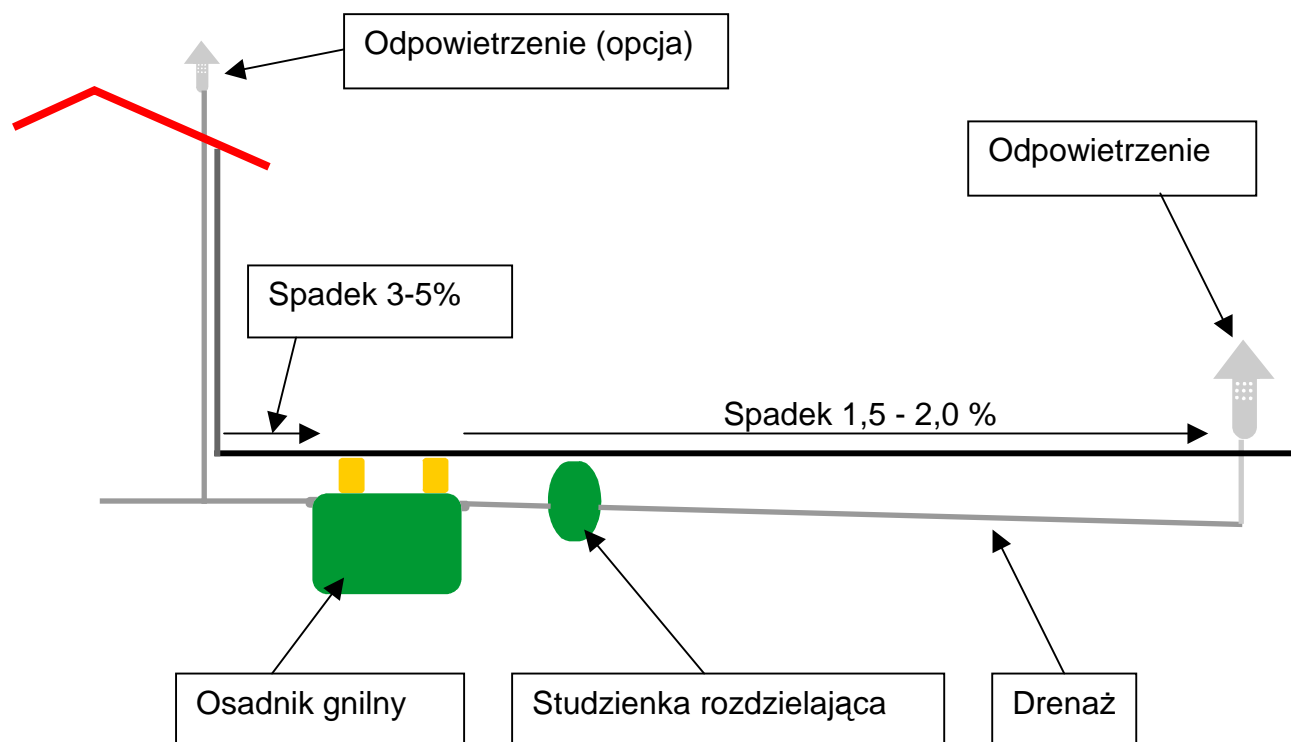 Odpowietrzenie (opcja)
Odpowietrzenie
Spadek 3-5%
Spadek 1,5 - 2,0 %
Osadnik gnilny
Studzienka rozdzielająca
Drenaż